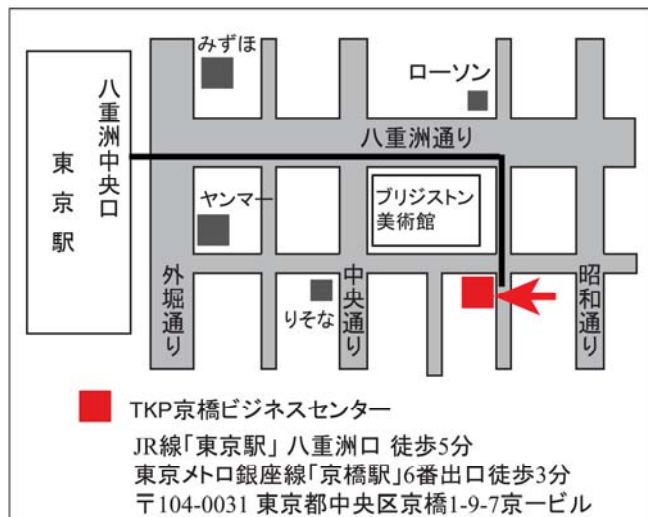 みずほ
ローソン
八重洲中央口
東京駅
八重洲通り
ヤンマー
ブリジストン
美術館
外堀通り
りそな
中央通り
昭和通り
TKP京橋ビジネスセンター
JR線「東京駅」 八重洲口 徒歩5分
東京メトロ銀座線「京橋駅」6番出口徒歩3分
〒104-0031 東京都中央区京橋1-9-7京一ビル